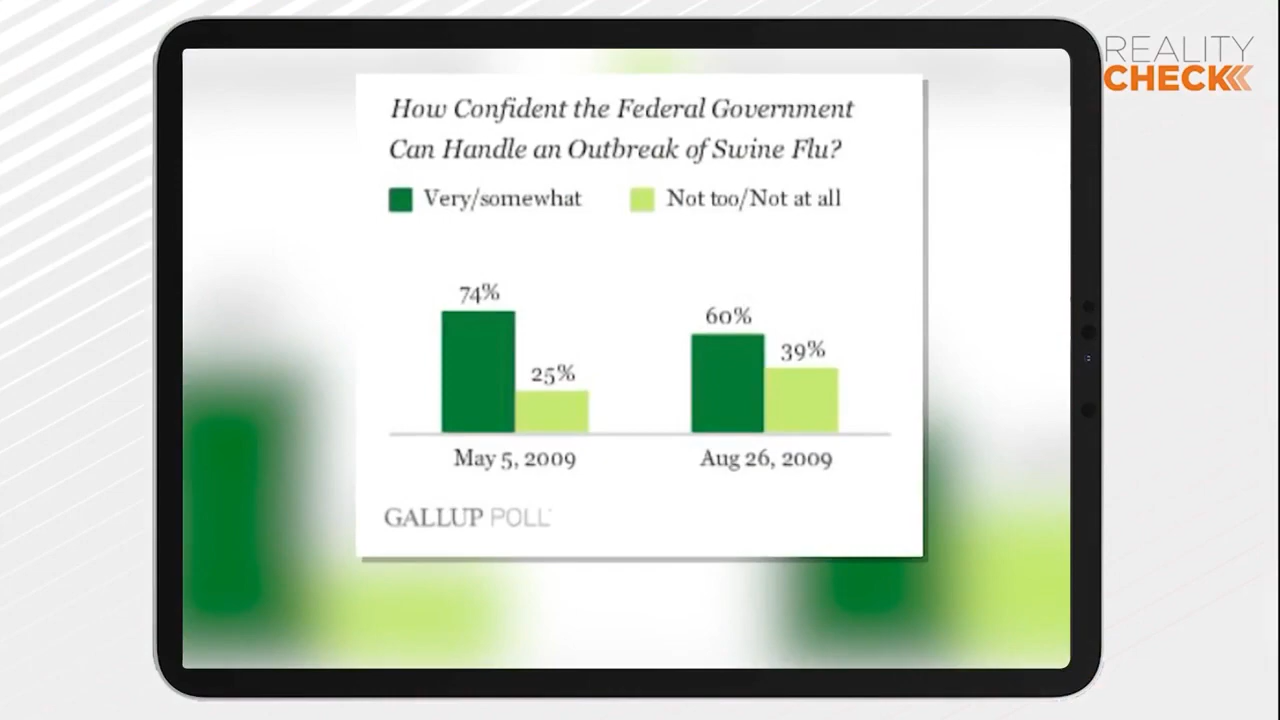 REALITY
CHECK
How Confident the Federal Government
Can Handle an Outbreak of Swine Flu?
Very/somewhat
Not too/Not at all
74%
25%
60%
39%
May 5, 2009
Aug 26, 2009
GALLUP POLL